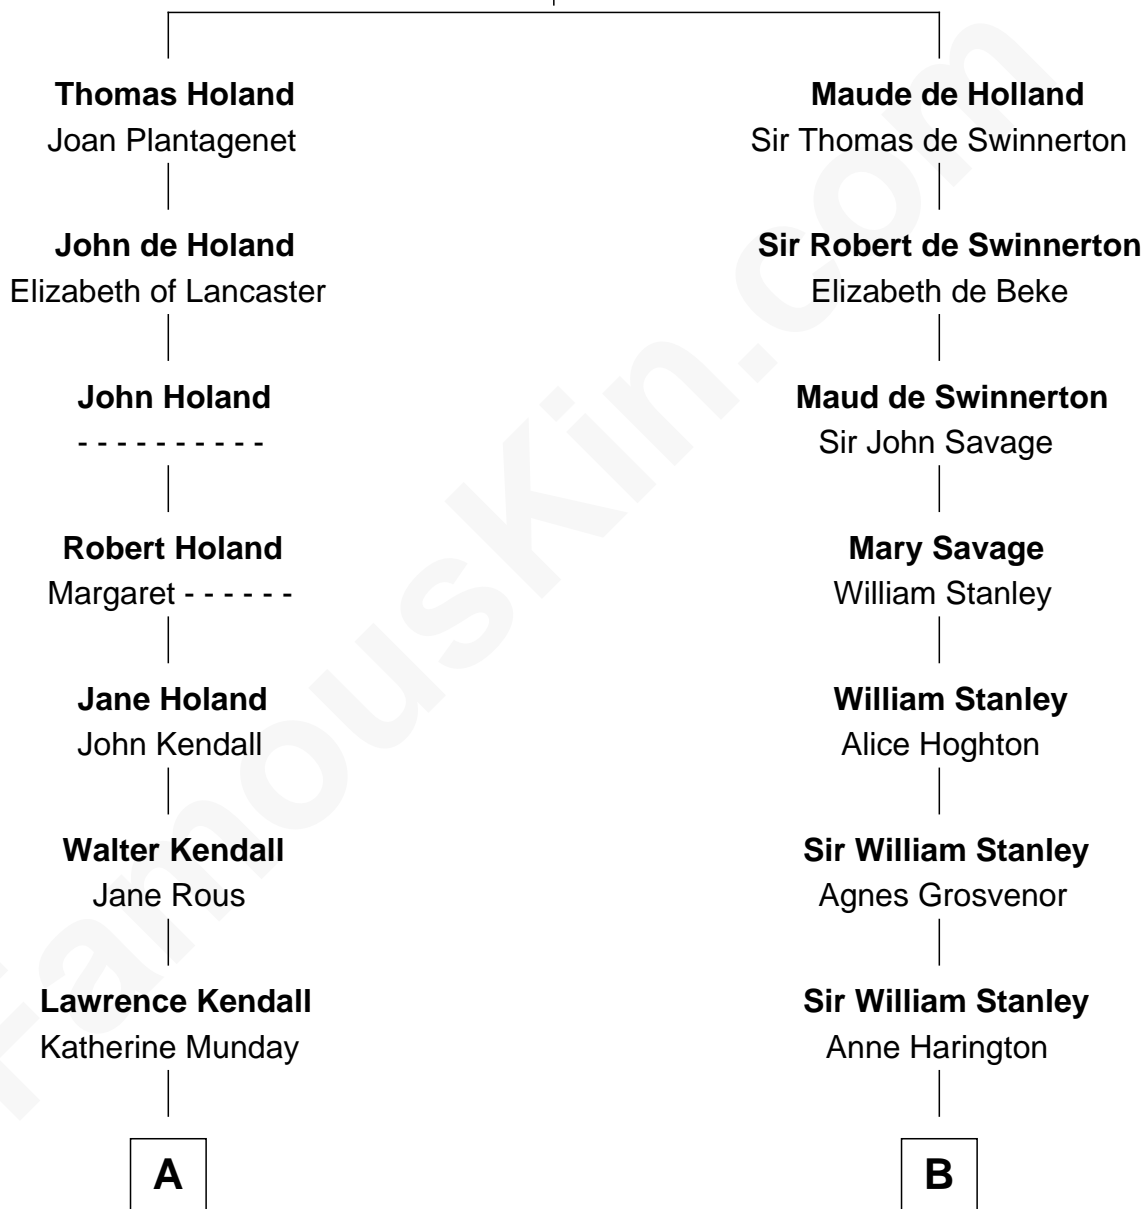 Thomas Holand
Joan Plantagenet
John de Holand
Elizabeth of Lancaster
John Holand
- - - - - - - - - -
Robert Holand
Margaret - - - - - -
Jane Holand
John Kendall
Walter Kendall
Jane Rous
Lawrence Kendall
Katherine Munday
A
Maude de Holland
Sir Thomas de Swinnerton
Sir Robert de Swinnerton
Elizabeth de Beke
Maud de Swinnerton
Sir John Savage
Mary Savage
William Stanley
William Stanley
Alice Hoghton
Sir William Stanley
Agnes Grosvenor
Sir William Stanley
Anne Harington
B
FamousKin.com